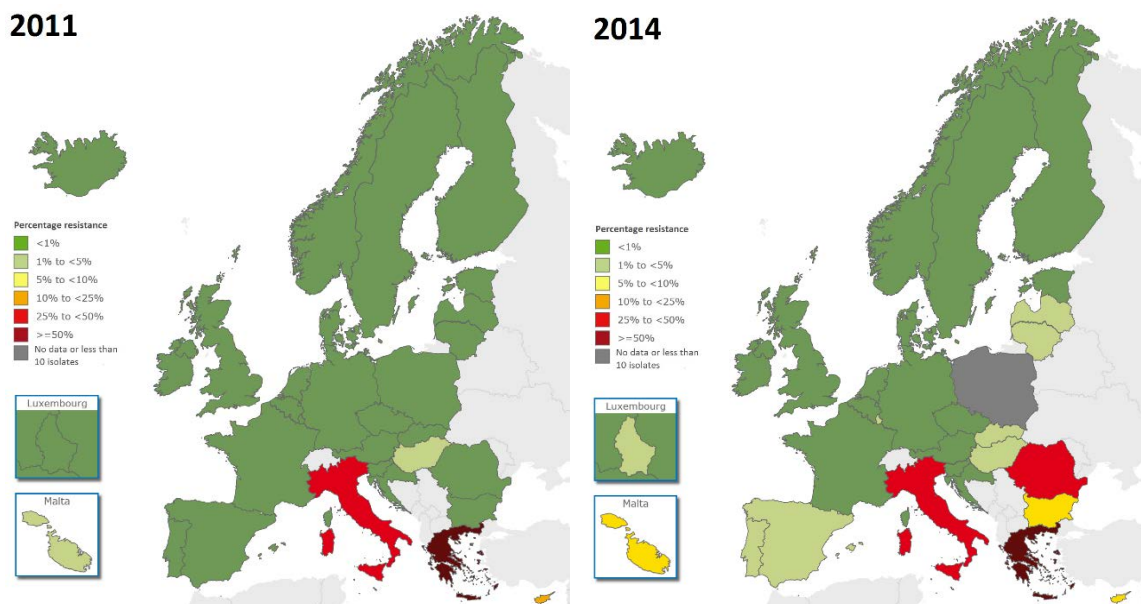 2011
Percentage resistance
<1%
1% to <5%
5% to <10%
10% to <25%
25% to <50%
>=50%
No data or less than
10 isolates
Luxembourg
Malta
2014
Percentage resistance
<1%
1% to <5%
5% to <10%
10% to <25%
25% to <50%
>=50%
No data or less than
10 isolates
Luxembourg
Malta